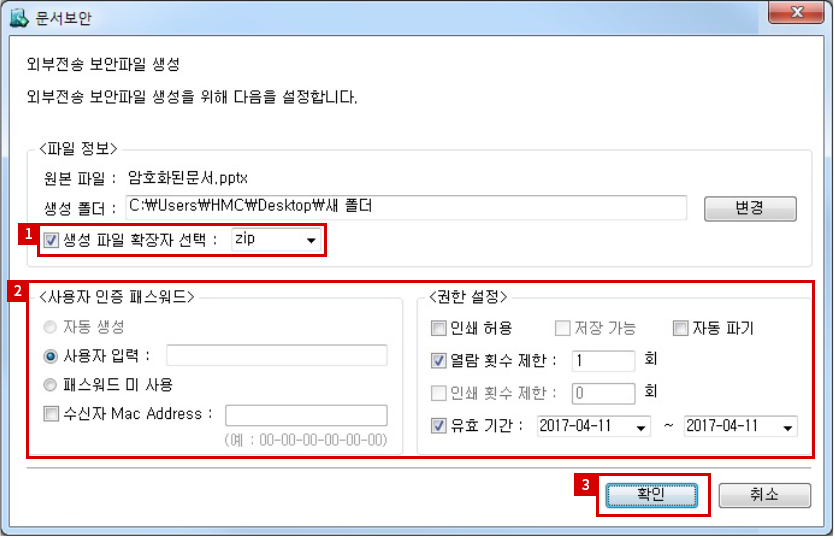 문서보안
외부전송 보안파일 생성
외부전송 보안파일 생성을 위해 다음을 설정합니다.
<파일 정보>
원본 파일 : 암호화된문서.pptx
생성 폴더 : C:₩Users₩HMC₩Desktop₩새 폴더 변경
1 생성 파일 확장자 선택 : zip
2
<사용자 인증 패스워드>
자동 생성
사용자 입력 :
패스워드 미 사용
수신자 Mac Address :
(예 : 00-00-00-00-00-00)
<권한 설정>
인쇄 허용 저장 가능 자동 파기
열람 횟수 제한 : 1 회
인쇄 횟수 제한 : 0 회
유효 기간 : 2017-04-11 ~ 2017-04-11
3 확인 취소